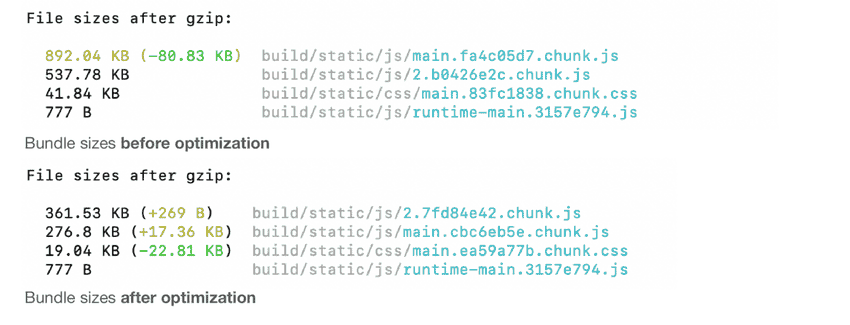 File sizes after gzip:
892.04 KB (-80.83 KB) build/static/js/main.fa4c05d7.chunk.js
537.78 KB build/static/js/2.b0426e2c.chunk.js
41.84 KB build/static/css/main.83fc1838.chunk.css
777 B build/static/js/runtime-main.3157e794.js
Bundle sizes before optimization
File sizes after gzip:
361.53 KB (+269 B) build/static/js/2.7fd84e42.chunk.js
276.8 KB (+17.36 KB) build/static/js/main.cbc6eb5e.chunk.js
19.04 KB (-22.81 KB) build/static/css/main.ea59a77b.chunk.css
777 B build/static/js/runtime-main.3157e794.js
Bundle sizes after optimization